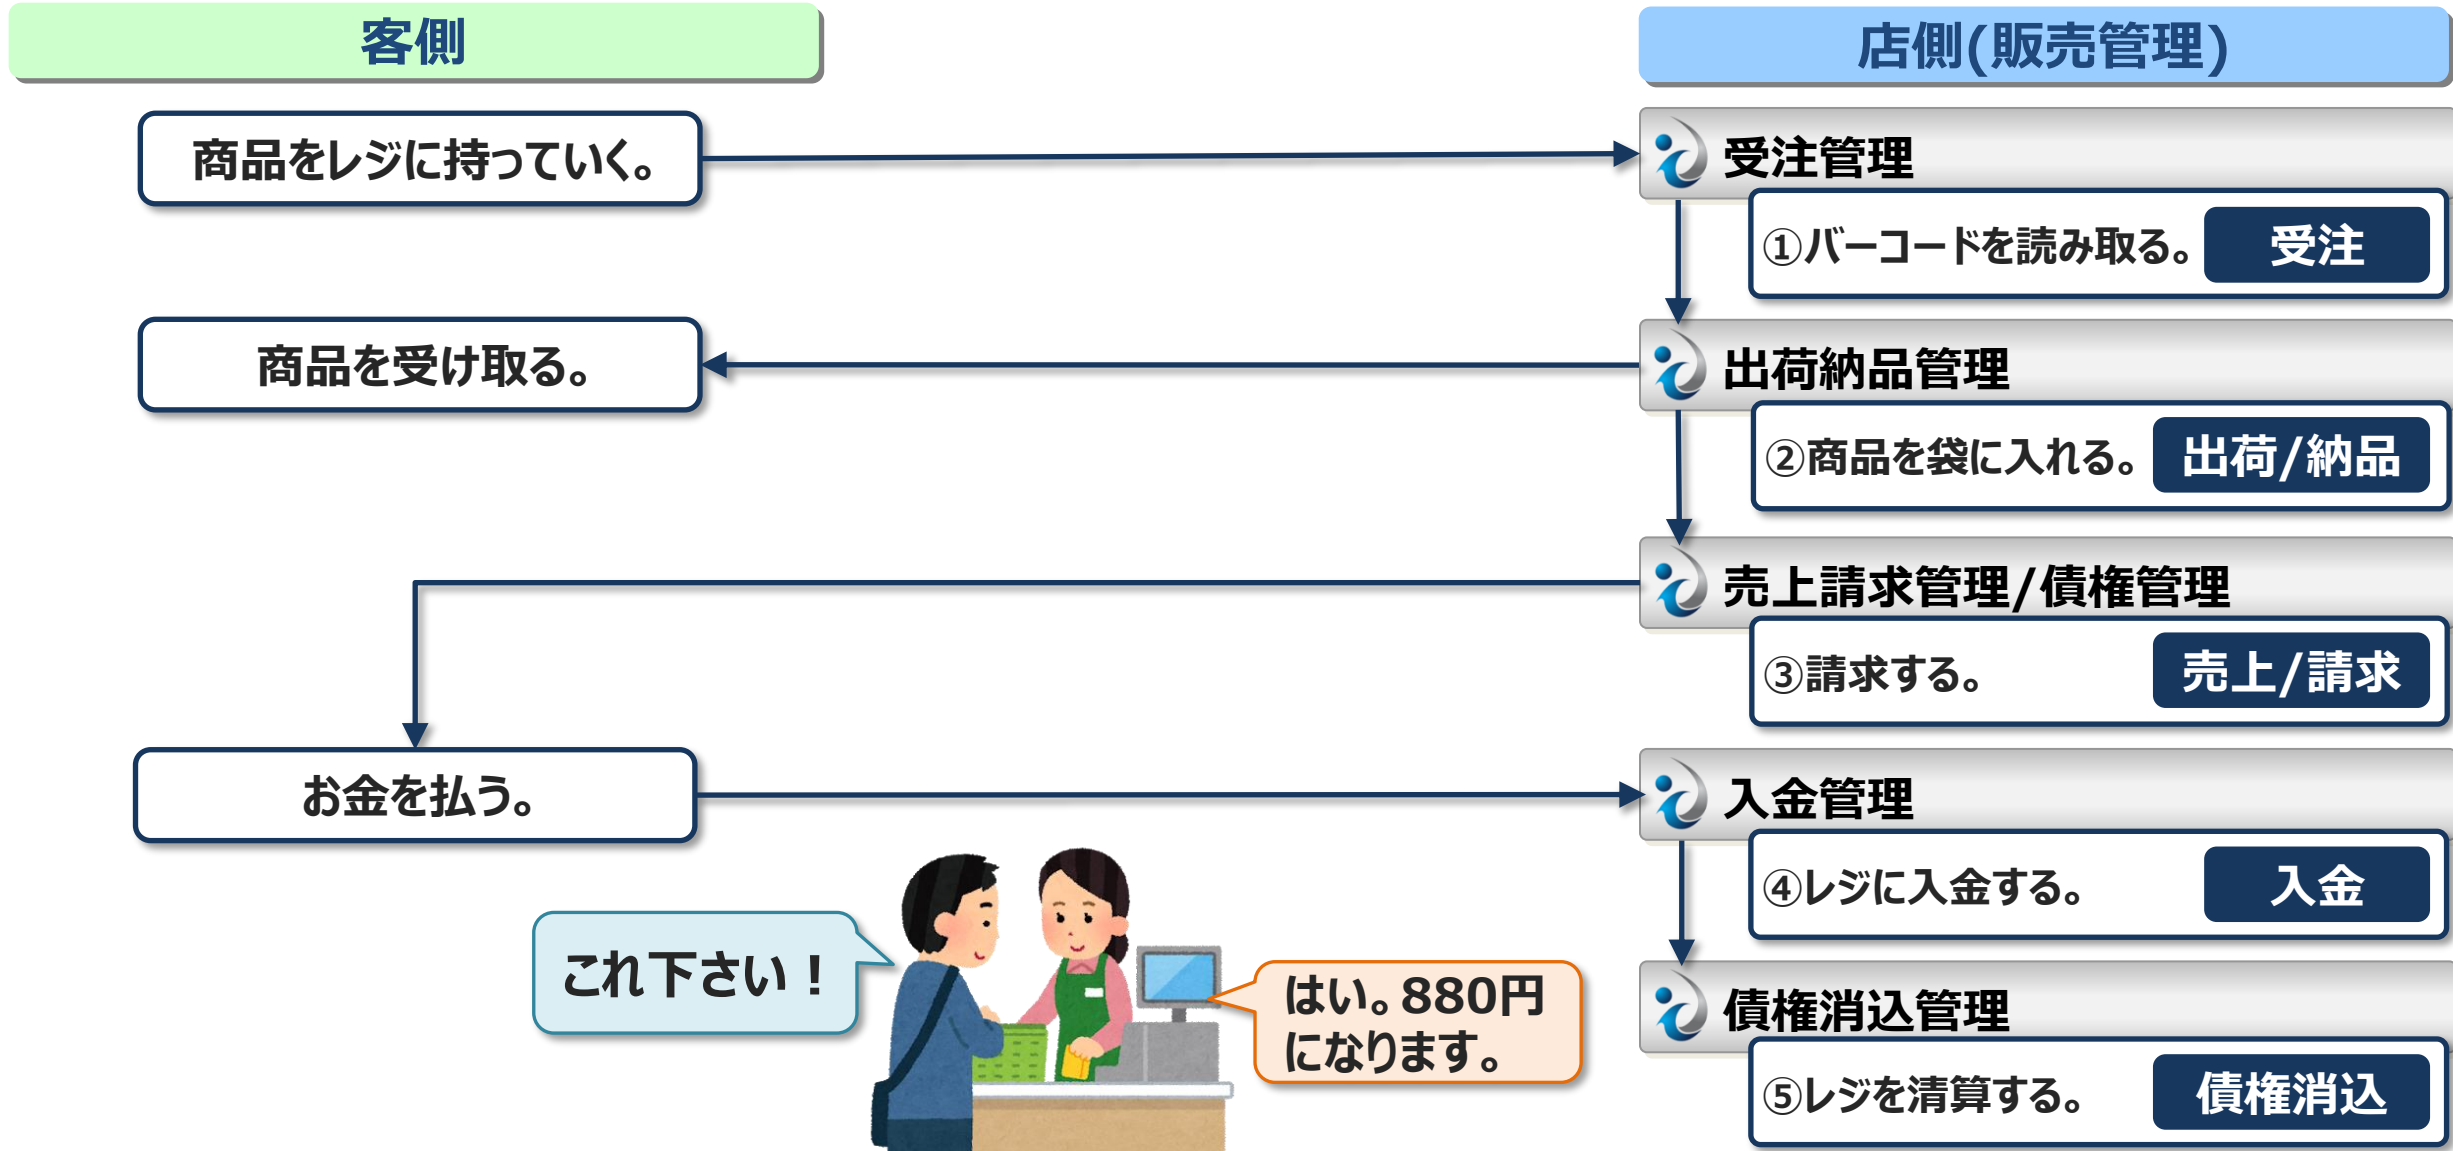 客側
店側(販売管理)
商品をレジに持っていく。
受注管理
①バーコードを読み取る。
受注
商品を受け取る。
出荷納品管理
②商品を袋に入れる。
出荷/納品
売上請求管理/債権管理
③請求する。
売上/請求
お金を払う。
入金管理
④レジに入金する。
入金
これ下さい！
はい。880円
になります。
債権消込管理
⑤レジを清算する。
債権消込